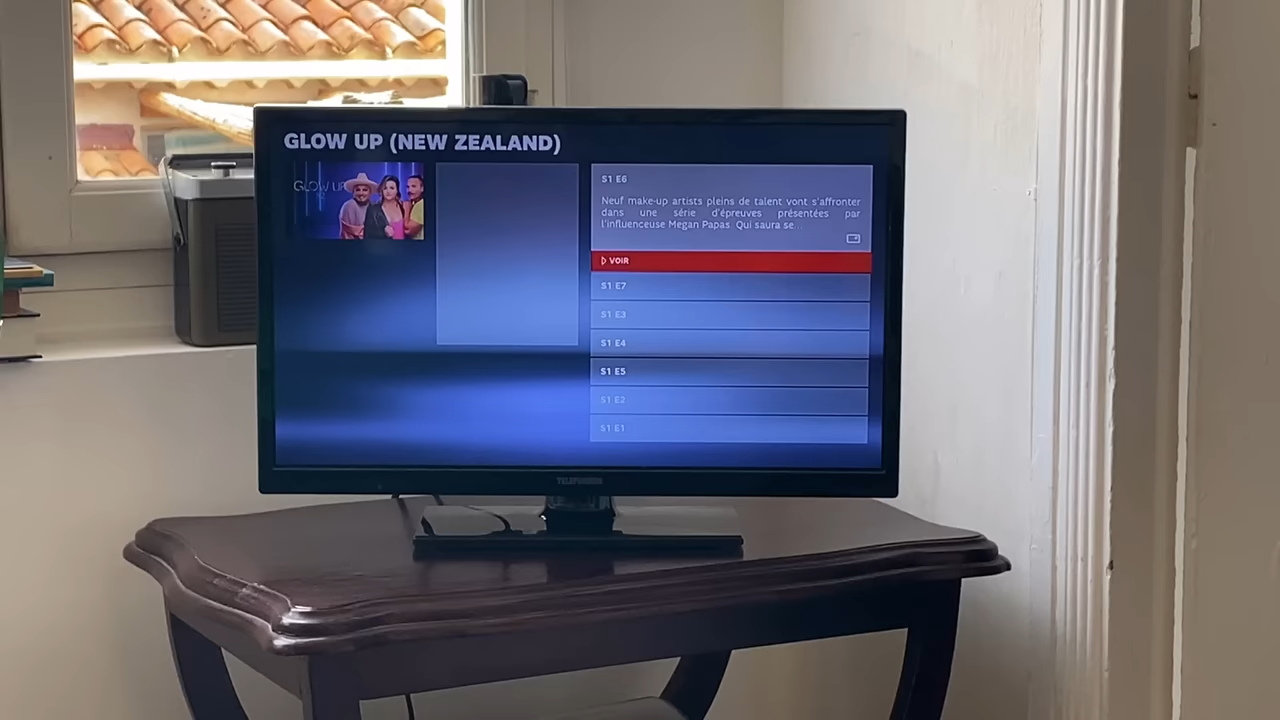 GLOW UP (NEW ZEALAND)
GLOW UP
S1 E6
Neuf make-up artists pleins de talent vont s'affronter
dans une série d'épreuves présentées par
l'influenceuse Megan Papas. Qui saura se...
VOIR
S1 E7
S1 E3
S1 E4
S1 E5
S1 E2
S1 E1
TELEFUNKEN